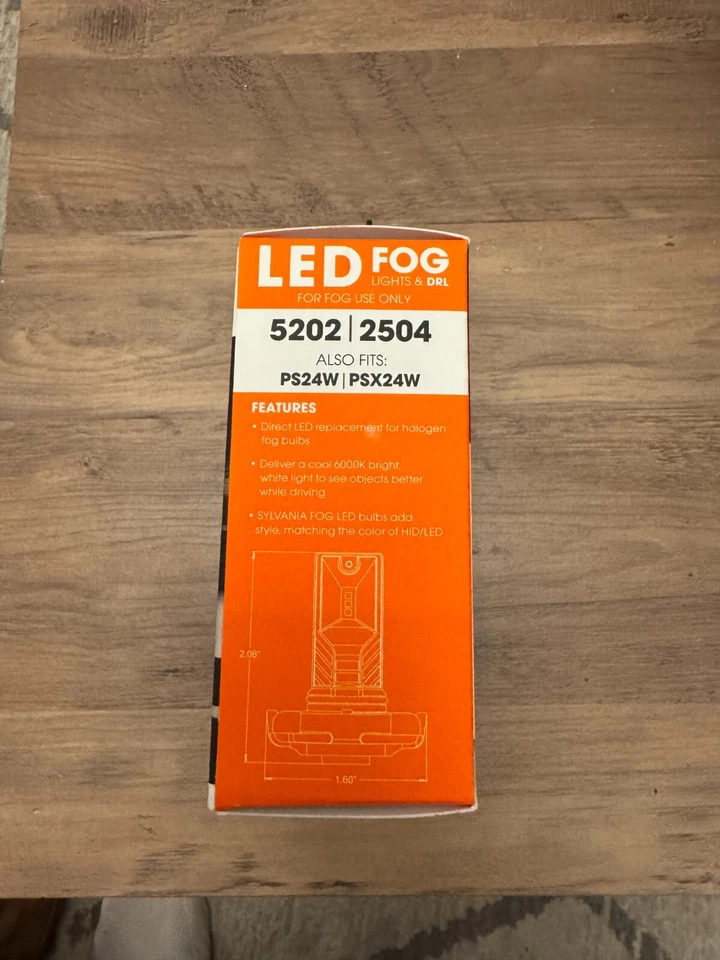 LED FOG
LIGHTS & DRL
FOR FOG USE ONLY
5202 | 2504
ALSO FITS:
PS24W | PSX24W
FEATURES
• Direct LED replacement for halogen
fog bulbs
• Deliver a cool 6000K bright,
white light to see objects better
while driving
• SYLVANIA FOG LED bulbs add
style, matching the color of HID/LED
2.06"
1.60"